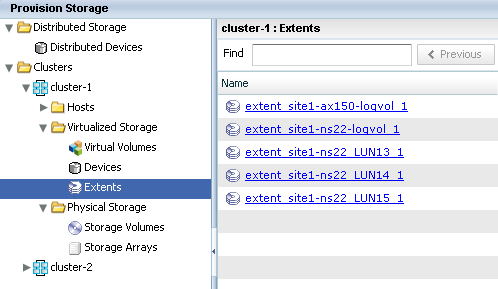 Provision Storage
Distributed Storage
Distributed Devices
Clusters
cluster-1
Hosts
Virtualized Storage
Virtual Volumes
Devices
Extents
Physical Storage
Storage Volumes
Storage Arrays
cluster-2
cluster-1 : Extents
Find
Previous
Name
extent_site1-ax150-logvol_1
extent_site1-ns22-logvol_1
extent_site1-ns22_LUN13_1
extent_site1-ns22_LUN14_1
extent_site1-ns22_LUN15_1